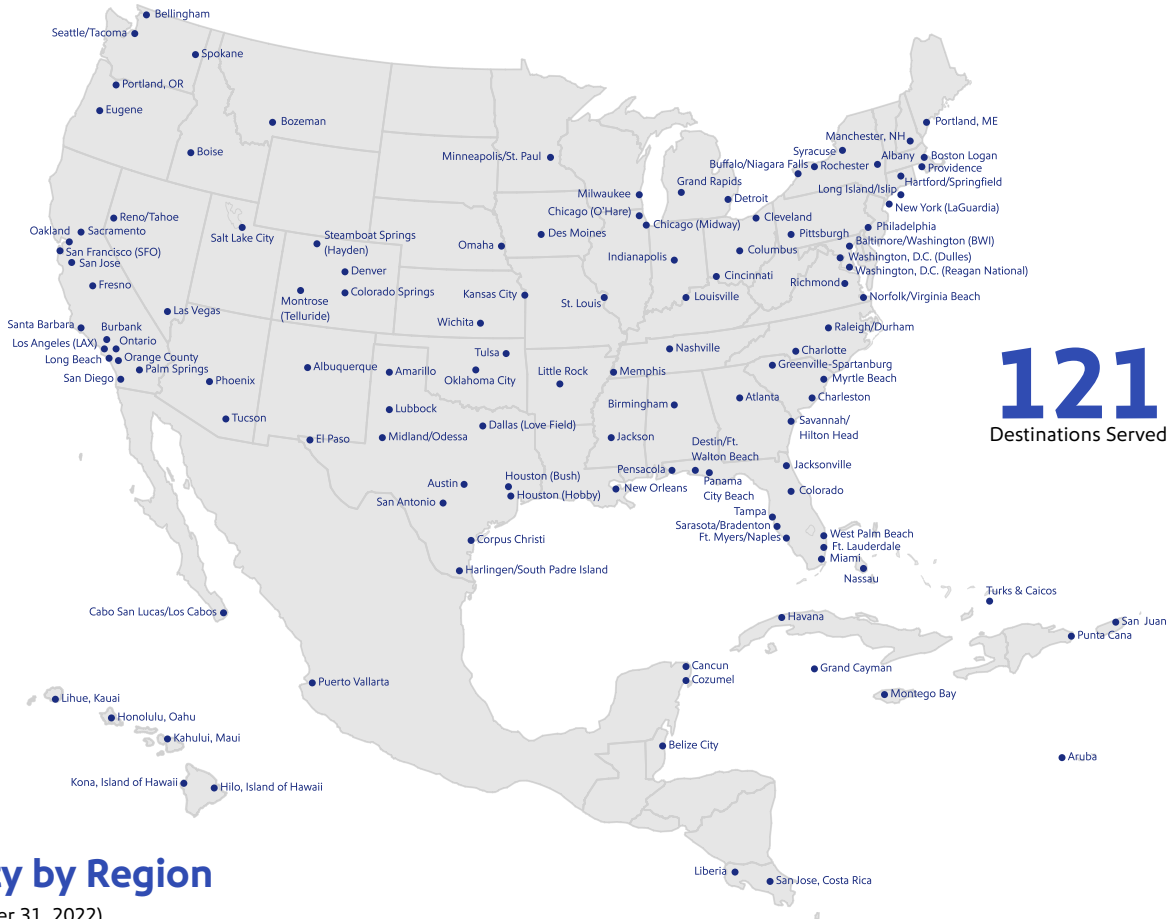 Bellingham
Seattle/Tacoma
Spokane
Portland, OR
Eugene
Bozeman
Boise
Minneapolis/St. Paul
Portland, ME
Manchester, NH
Syracuse
Albany
Boston Logan
Buffalo/Niagara Falls
Rochester
Providence
Hartford/Springfield
Long Island/Islip
New York (LaGuardia)
Grand Rapids
Milwaukee
Detroit
Chicago (O'Hare)
Chicago (Midway)
Cleveland
Reno/Tahoe
Oakland
Sacramento
San Francisco (SFO)
San Jose
Salt Lake City
Steamboat Springs
(Hayden)
Omaha
Des Moines
Pittsburgh
Philadelphia
Baltimore/Washington (BWI)
Indianapolis
Columbus
Washington, D.C. (Dulles)
Washington, D.C. (Reagan National)
Denver
Cincinnati
Richmond
Fresno
Montrose
(Telluride)
Colorado Springs
Kansas City
St. Louis
Louisville
Norfolk/Virginia Beach
Las Vegas
Wichita
Santa Barbara
Burbank
Raleigh/Durham
Los Angeles (LAX)
Ontario
Long Beach
Orange County
Palm Springs
San Diego
Phoenix
Albuquerque
Amarillo
Tulsa
Oklahoma City
Little Rock
Nashville
Memphis
Charlotte
Greenville-Spartanburg
Myrtle Beach
121
Destinations Served
Tucson
Lubbock
Birmingham
Atlanta
Charleston
Dallas (Love Field)
Savannah/
Hilton Head
El Paso
Midland/Odessa
Jackson
Destin/Ft.
Walton Beach
Jacksonville
Pensacola
Panama
City Beach
Houston (Bush)
Austin
Houston (Hobby)
New Orleans
Colorado
San Antonio
Tampa
Sarasota/Bradenton
Ft. Myers/Naples
West Palm Beach
Ft. Lauderdale
Miami
Nassau
Corpus Christi
Harlingen/South Padre Island
Turks & Caicos
Cabo San Lucas/Los Cabos
Havana
San Juan
Punta Cana
Cancun
Cozumel
Grand Cayman
Puerto Vallarta
Montego Bay
Lihue, Kauai
Honolulu, Oahu
Kahului, Maui
Belize City
Aruba
Kona, Island of Hawaii
Hilo, Island of Hawaii
Liberia
San Jose, Costa Rica
y by Region
er 31, 2022)